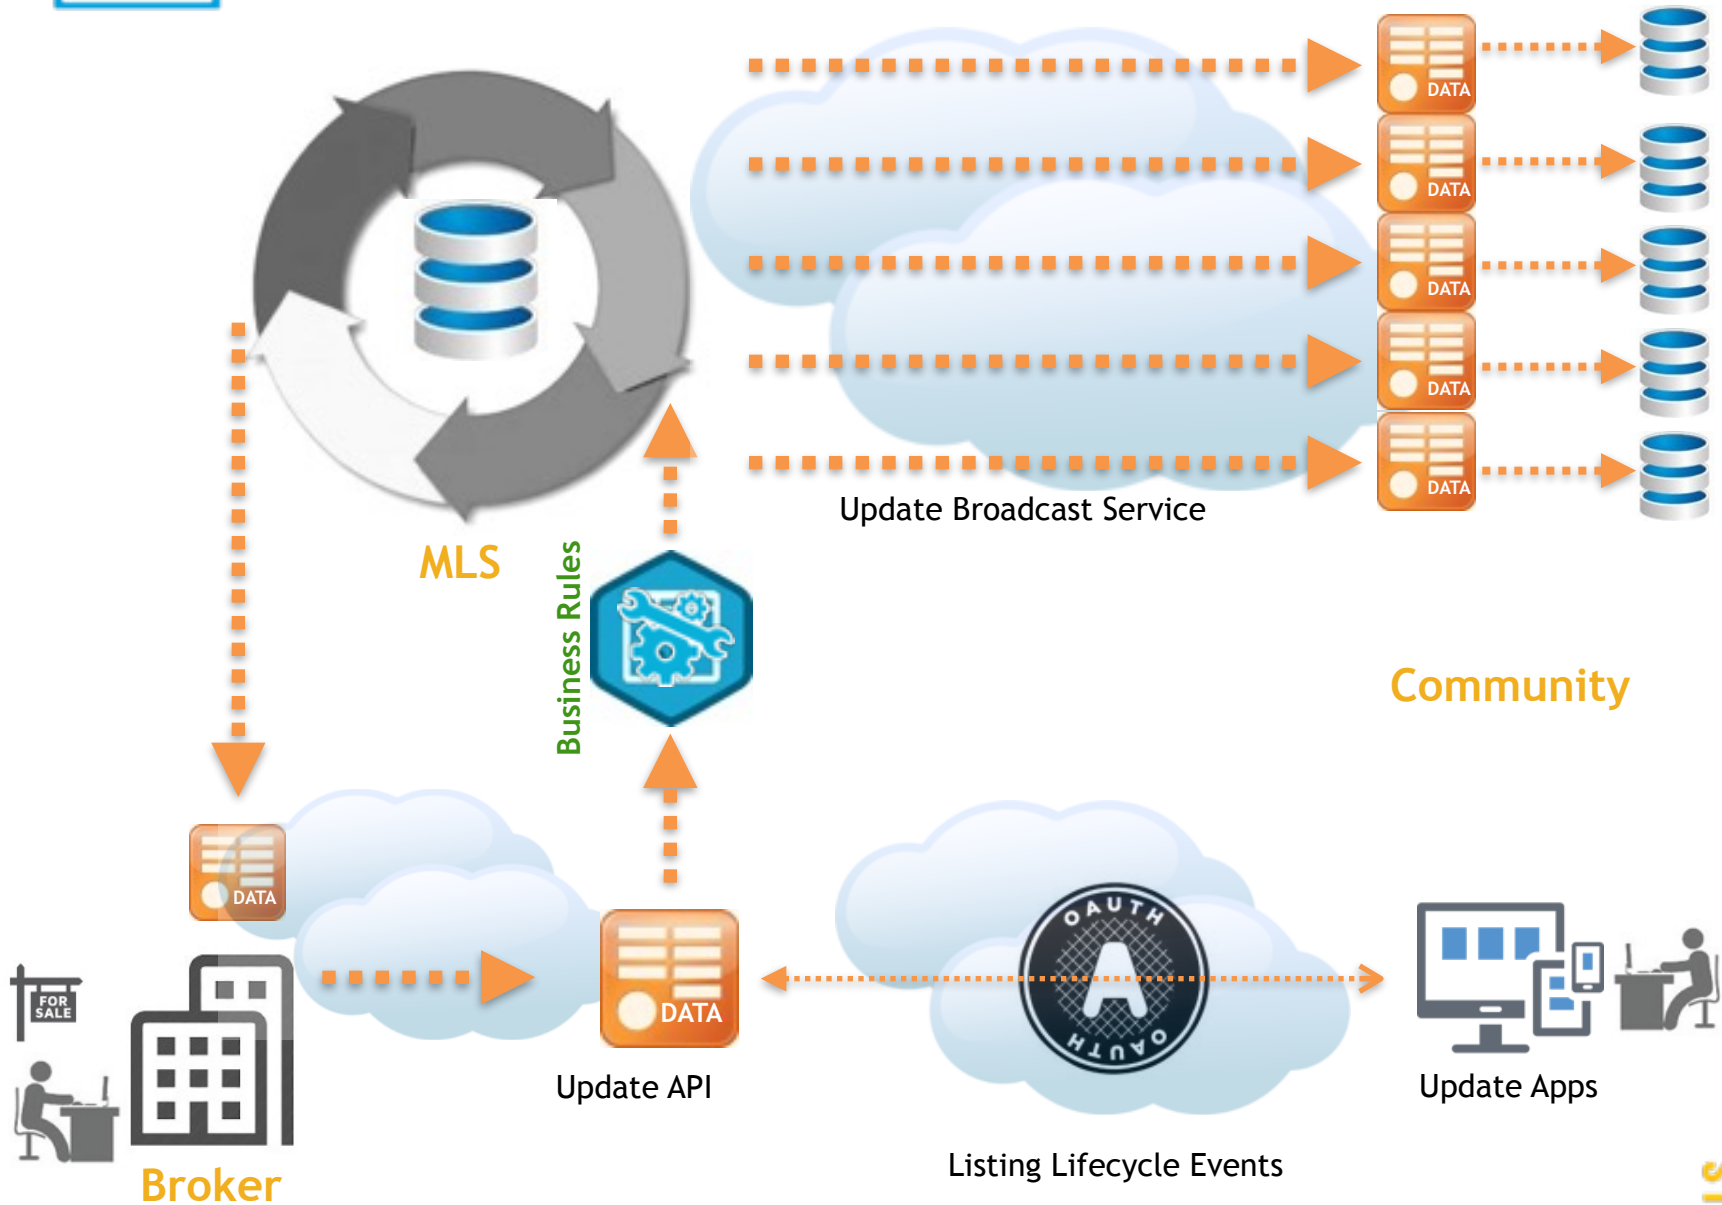 DATA
DATA
DATA
DATA
DATA
Update Broadcast Service
MLS
Business Rules
Community
DATA
FOR
SALE
DATA
OAUTH
A
OAUTH
Update API
Update Apps
Listing Lifecycle Events
Broker